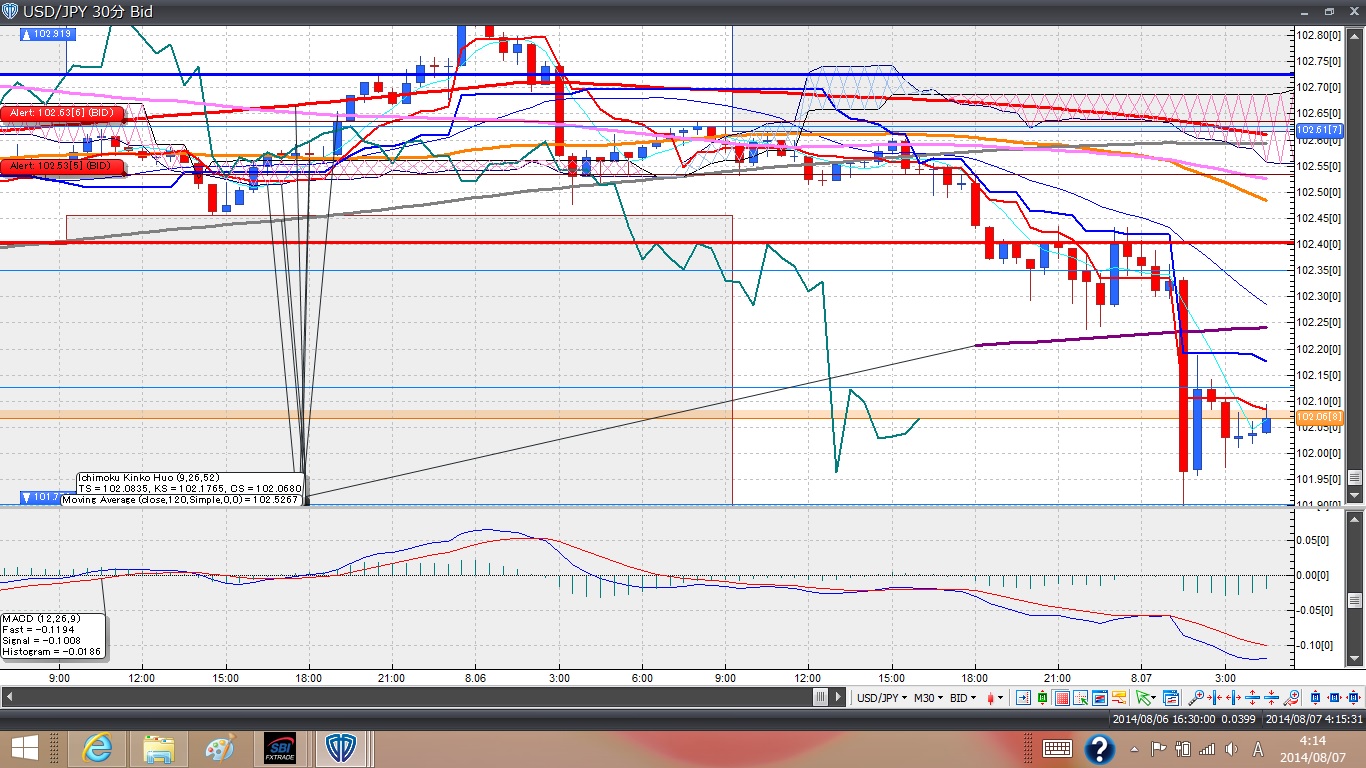 USD/JPY 30分 Bid
102.919
Alert: 102.63[6] (BID)
Alert: 102.53[6] (BID)
102.80[0]
102.75[0]
102.70[0]
102.65[0]
102.61[7]
102.60[0]
102.55[0]
102.50[0]
102.45[0]
102.40[0]
102.35[0]
102.30[0]
102.25[0]
102.20[0]
102.15[0]
102.10[0]
102.06[8]
102.05[0]
102.00[0]
101.95[0]
101.90[0]
Ichimoku Kinko Huo (9,26,52)
TS = 102.0835, KS = 102.1765, CS = 102.0680
101.7
Moving Average (close,120,Simple,0,0) = 102.5267
0.05[0]
0.00[0]
-0.05[0]
-0.10[0]
MACD (12,26,9)
Fast = -0.1194
Signal = -0.1008
Histogram = -0.0186
9:00 12:00 15:00 18:00 21:00 8.06 3:00 6:00 9:00 12:00 15:00 18:00 21:00 8.07 3:00
USD/JPY M30 BID
2014/08/06 16:30:00 0.0399 2014/08/07 4:15:31
SBI
FXTRADE
A
4:14
2014/08/07